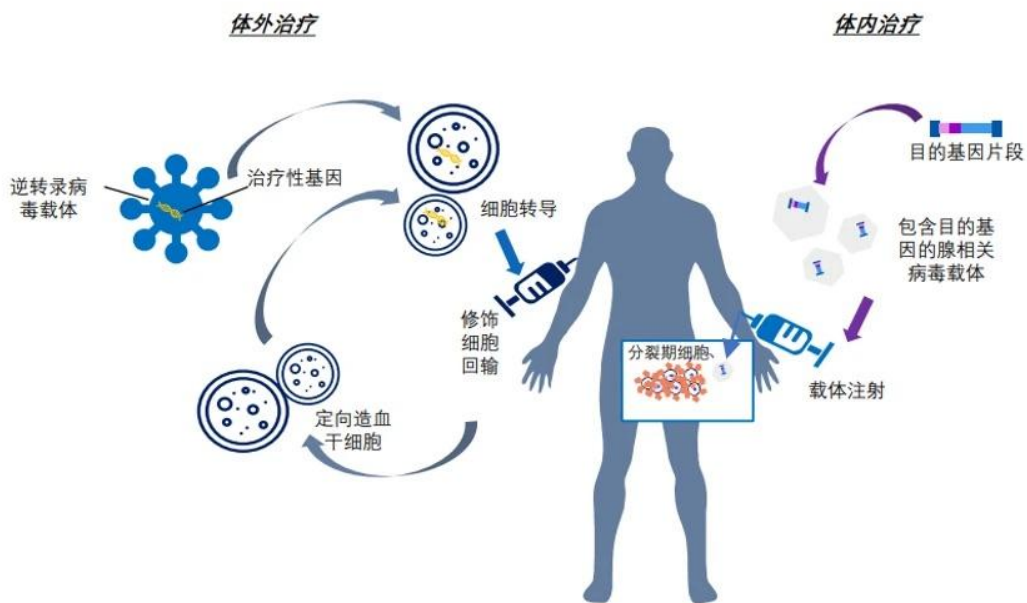 体外治疗
体内治疗
逆转录病
毒载体
治疗性基因
细胞转导
修饰
细胞
回输
定向造血
干细胞
目的基因片段
包含目的基
因的腺相关
病毒载体
分裂期细胞、
载体注射